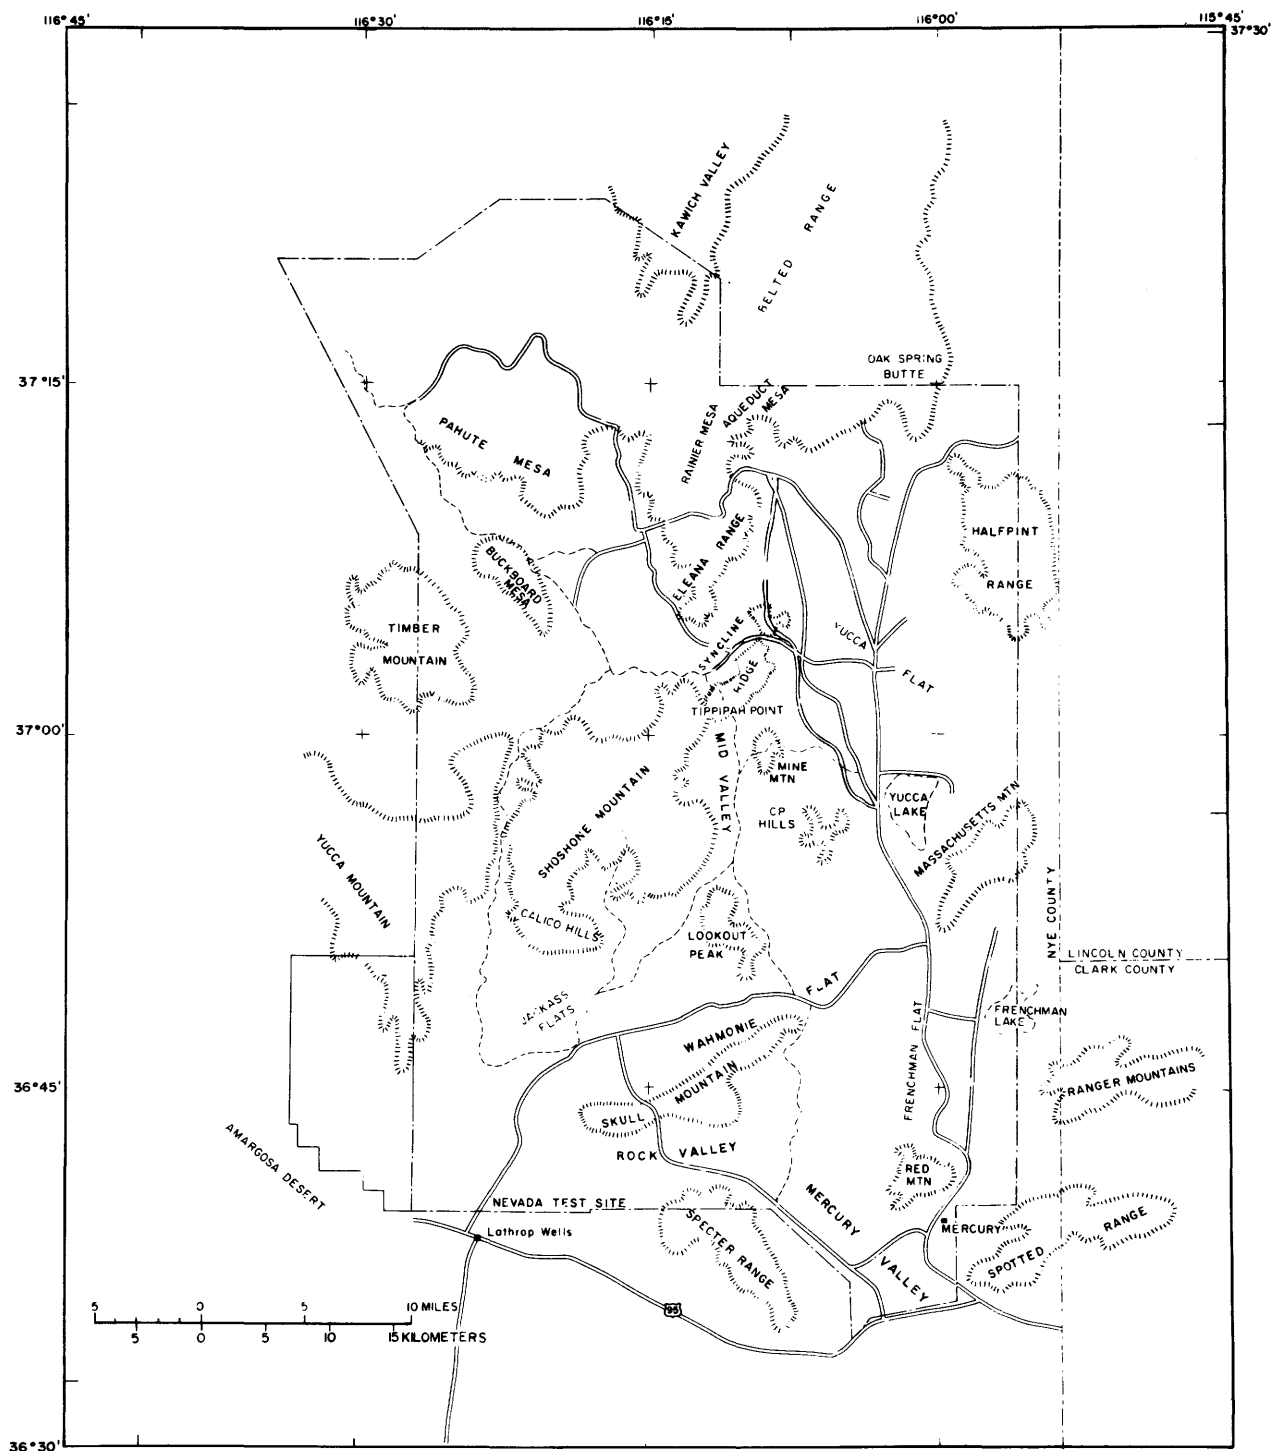 116°45'
116°30'
116°15'
116°00'
115°45'
37°30'
KAWICH VALLEY
BELTED RANGE
OAK SPRING
BUTTE
37°15'
AQUEDUCT
MESA
RAINIER MESA
PAHUTE
MESA
HALFPINT
RANGE
ELEANA RANGE
BUCKBOARD
MESA
TIMBER
MOUNTAIN
SYNCLINE
RIDGE
YUCCA
FLAT
TIPPIPAH POINT
37°00'
MID VALLEY
MINE
MTN
YUCCA
LAKE
CP
HILLS
MASSACHUSETTS MTN
SHOSHONE MOUNTAIN
YUCCA MOUNTAIN
CALICO HILLS
LOOKOUT
PEAK
NYE COUNTY
LINCOLN COUNTY
CLARK COUNTY
JACKASS
FLATS
FLAT
WAHMONIE
FRENCHMAN
LAKE
FRENCHMAN FLAT
36°45'
RANGER MOUNTAINS
SKULL
MOUNTAIN
ROCK VALLEY
AMARGOSA DESERT
RED
MTN
NEVADA TEST SITE
MERCURY
VALLEY
MERCURY
SPECTER RANGE
SPOTTED
RANGE
Lathrop Wells
95
5 0 5 10 MILES
5 0 5 10 15 KILOMETERS
36°30'